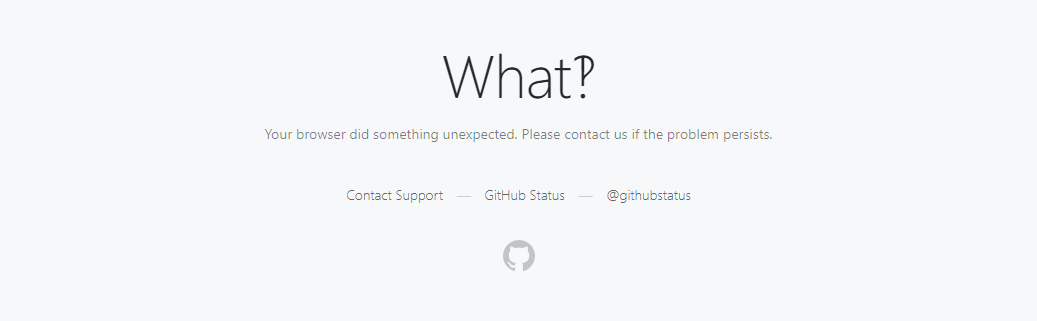 What‽
Your browser did something unexpected. Please contact us if the problem persists.
Contact Support — GitHub Status — @githubstatus